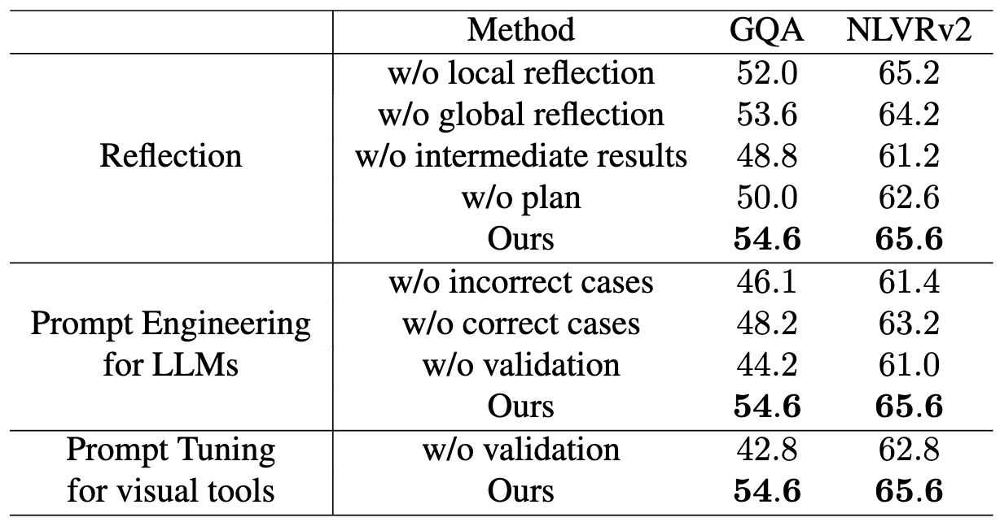 Method GQA NLVRv2
w/o local reflection 52.0 65.2
w/o global reflection 53.6 64.2
Reflection w/o intermediate results 48.8 61.2
w/o plan 50.0 62.6
Ours 54.6 65.6
w/o incorrect cases 46.1 61.4
Prompt Engineering w/o correct cases 48.2 63.2
for LLMs w/o validation 44.2 61.0
Ours 54.6 65.6
Prompt Tuning w/o validation 42.8 62.8
for visual tools Ours 54.6 65.6